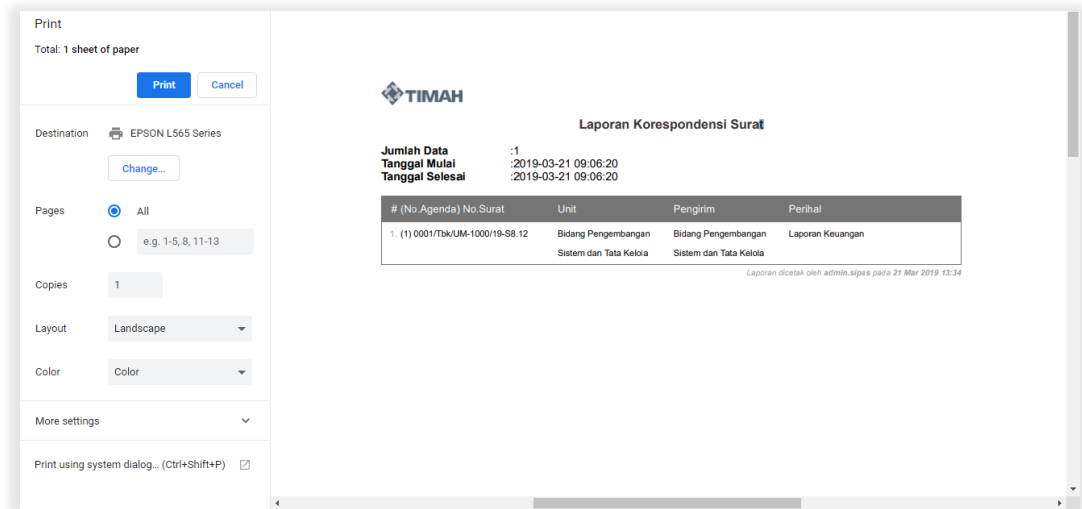 Print
Total: 1 sheet of paper
Print Cancel
Destination EPSON L565 Series
Change...
Pages All
e.g. 1-5, 8, 11-13
Copies 1
Layout Landscape
Color Color
More settings
Print using system dialog... (Ctrl+Shift+P)
TIMAH
Laporan Korespondensi Surat
Jumlah Data :1
Tanggal Mulai :2019-03-21 09:06:20
Tanggal Selesai :2019-03-21 09:06:20
# (No.Agenda) No.Surat Unit Pengirim Perihal
1. (1) 0001/Tbk/UM-1000/19-S8.12 Bidang Pengembangan Bidang Pengembangan Laporan Keuangan
Sistem dan Tata Kelola Sistem dan Tata Kelola
Laporan dicetak oleh admin.sipas pada 21 Mar 2019 13:34